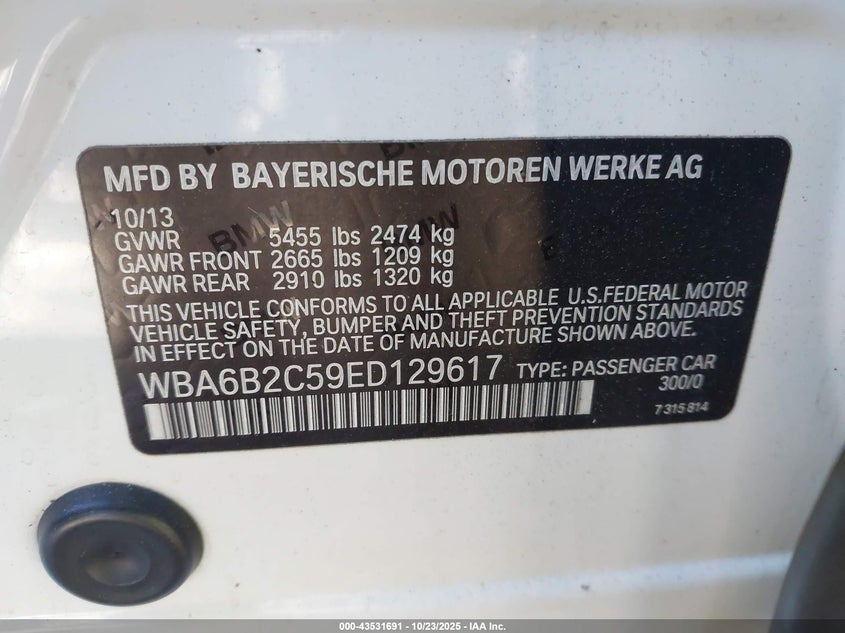 MFD BY BAYERISCHE MOTOREN WERKE AG
10/13
GVWR 5455 lbs 2474 kg
GAWR FRONT 2665 lbs 1209 kg
GAWR REAR 2910 lbs 1320 kg
THIS VEHICLE CONFORMS TO ALL APPLICABLE U.S.FEDERAL MOTOR
VEHICLE SAFETY, BUMPER AND THEFT PREVENTION STANDARDS
IN EFFECT ON THE DATE OF MANUFACTURE SHOWN ABOVE.
WBA6B2C59ED129617 TYPE: PASSENGER CAR
300/0
7 315 814
BMW
BMW
000-43531691 - 10/23/2025 - IAA Inc.